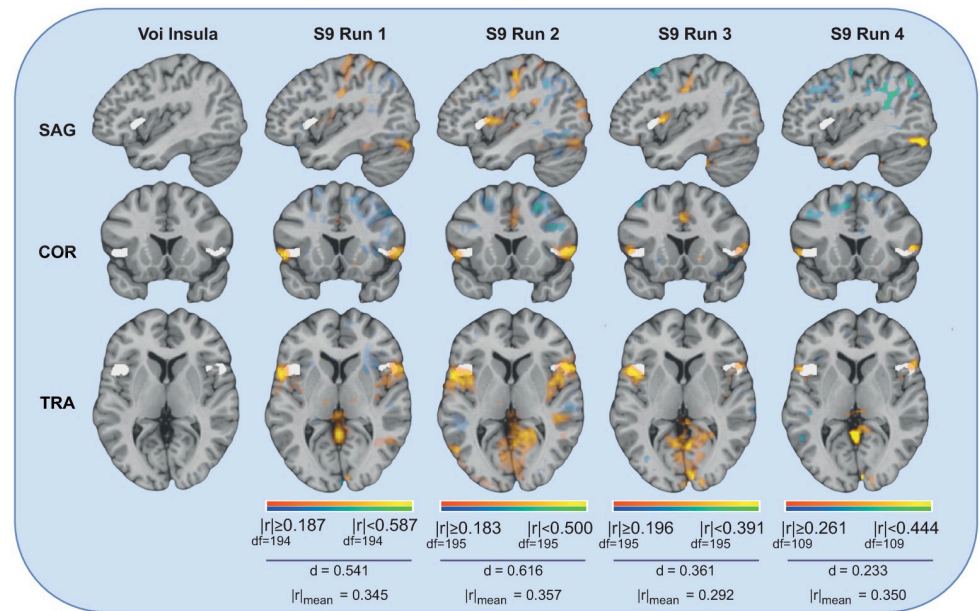 Voi Insula S9 Run 1 S9 Run 2 S9 Run 3 S9 Run 4
SAG
COR
TRA
|r|≥0.187 |r|<0.587 |r|≥0.183 |r|<0.500 |r|≥0.196 |r|<0.391 |r|≥0.261 |r|<0.444
df=194 df=194 df=195 df=195 df=195 df=195 df=109 df=109
d = 0.541 d = 0.616 d = 0.361 d = 0.233
|r|mean = 0.345 |r|mean = 0.357 |r|mean = 0.292 |r|mean = 0.350